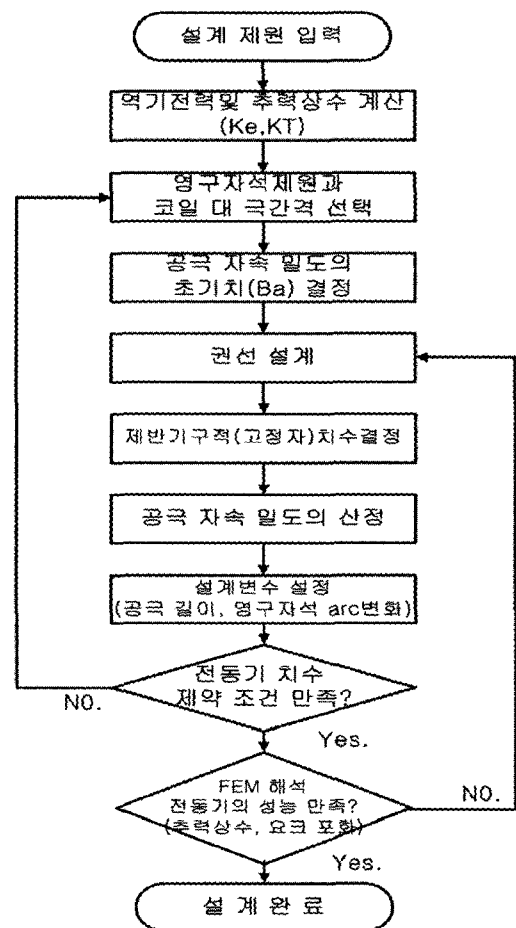 설계 제원 입력
역기전력및 추력상수 계산
(Ke,KT)
영구자석제원과
코일 대 극간격 선택
공극 자속 밀도의
초기치(Ba) 결정
권선 설계
제반기구적(고정자)치수결정
공극 자속 밀도의 산정
설계변수 설정
(공극 길이, 영구자석 arc변화)
전동기 치수
제약 조건 만족?
NO.
Yes.
FEM 해석
전동기의 성능 만족?
(추력상수, 요크 포화)
NO.
Yes.
설 계 완 료